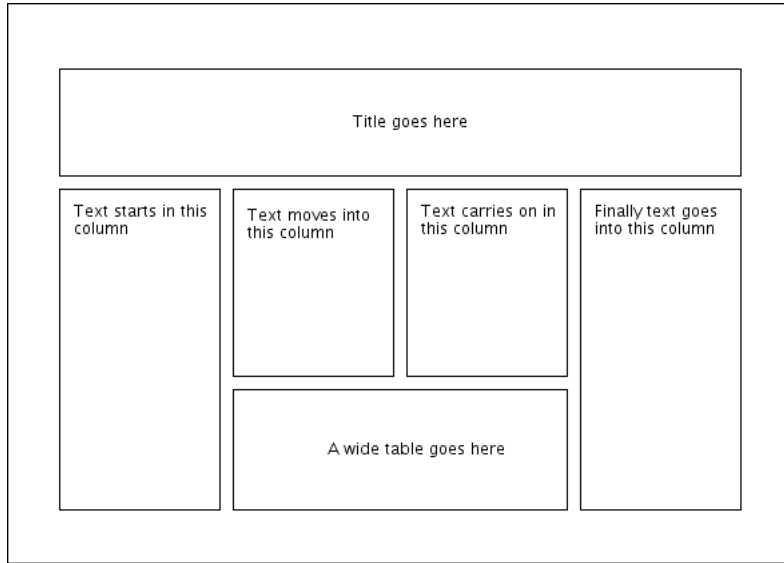 Title goes here
Text starts in this
column
Text moves into
this column
Text carries on in
this column
Finally text goes
into this column
A wide table goes here